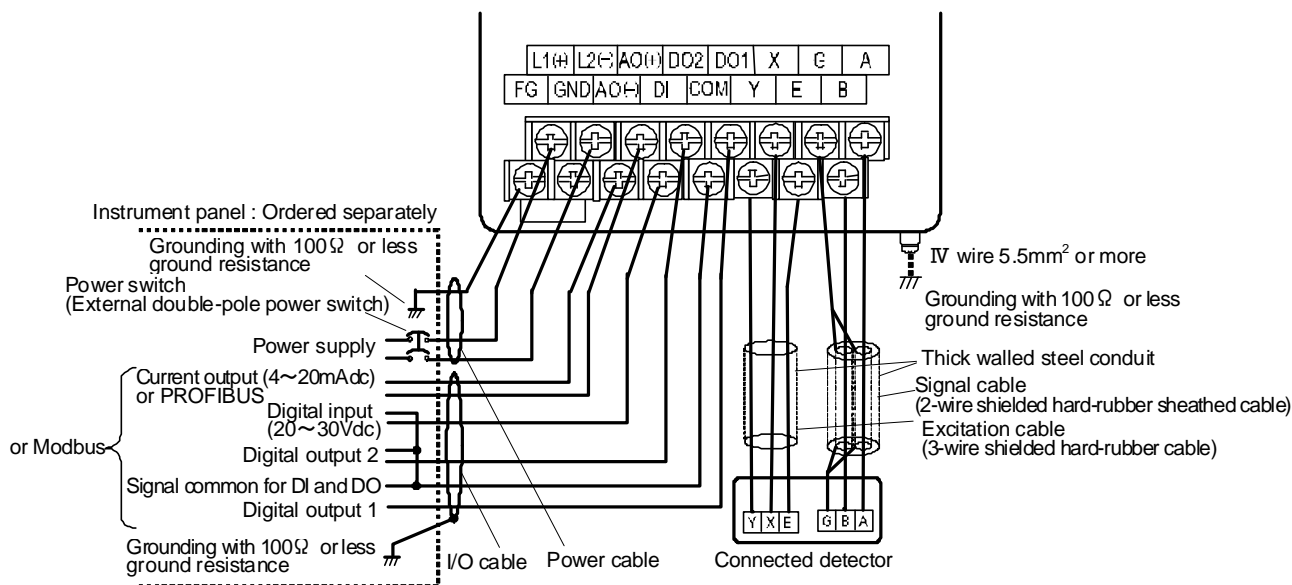 L1(+) L2(-) AO(+) DO2 DO1 X G A
FG GND AO(-) DI COM Y E B
Instrument panel : Ordered separately
Grounding with 100Ω or less
ground resistance
Power switch
(External double-pole power switch)
Power supply
Current output (4～20mAdc)
or PROFIBUS
Digital input
(20～30Vdc)
or Modbus
Digital output 2
Signal common for DI and DO
Digital output 1
Grounding with 100Ω or less
ground resistance
I/O cable
Power cable
IV wire 5.5mm² or more
Grounding with 100Ω or less
ground resistance
Thick walled steel conduit
Signal cable
(2-wire shielded hard-rubber sheathed cable)
Excitation cable
(3-wire shielded hard-rubber cable)
Y X E
G B A
Connected detector